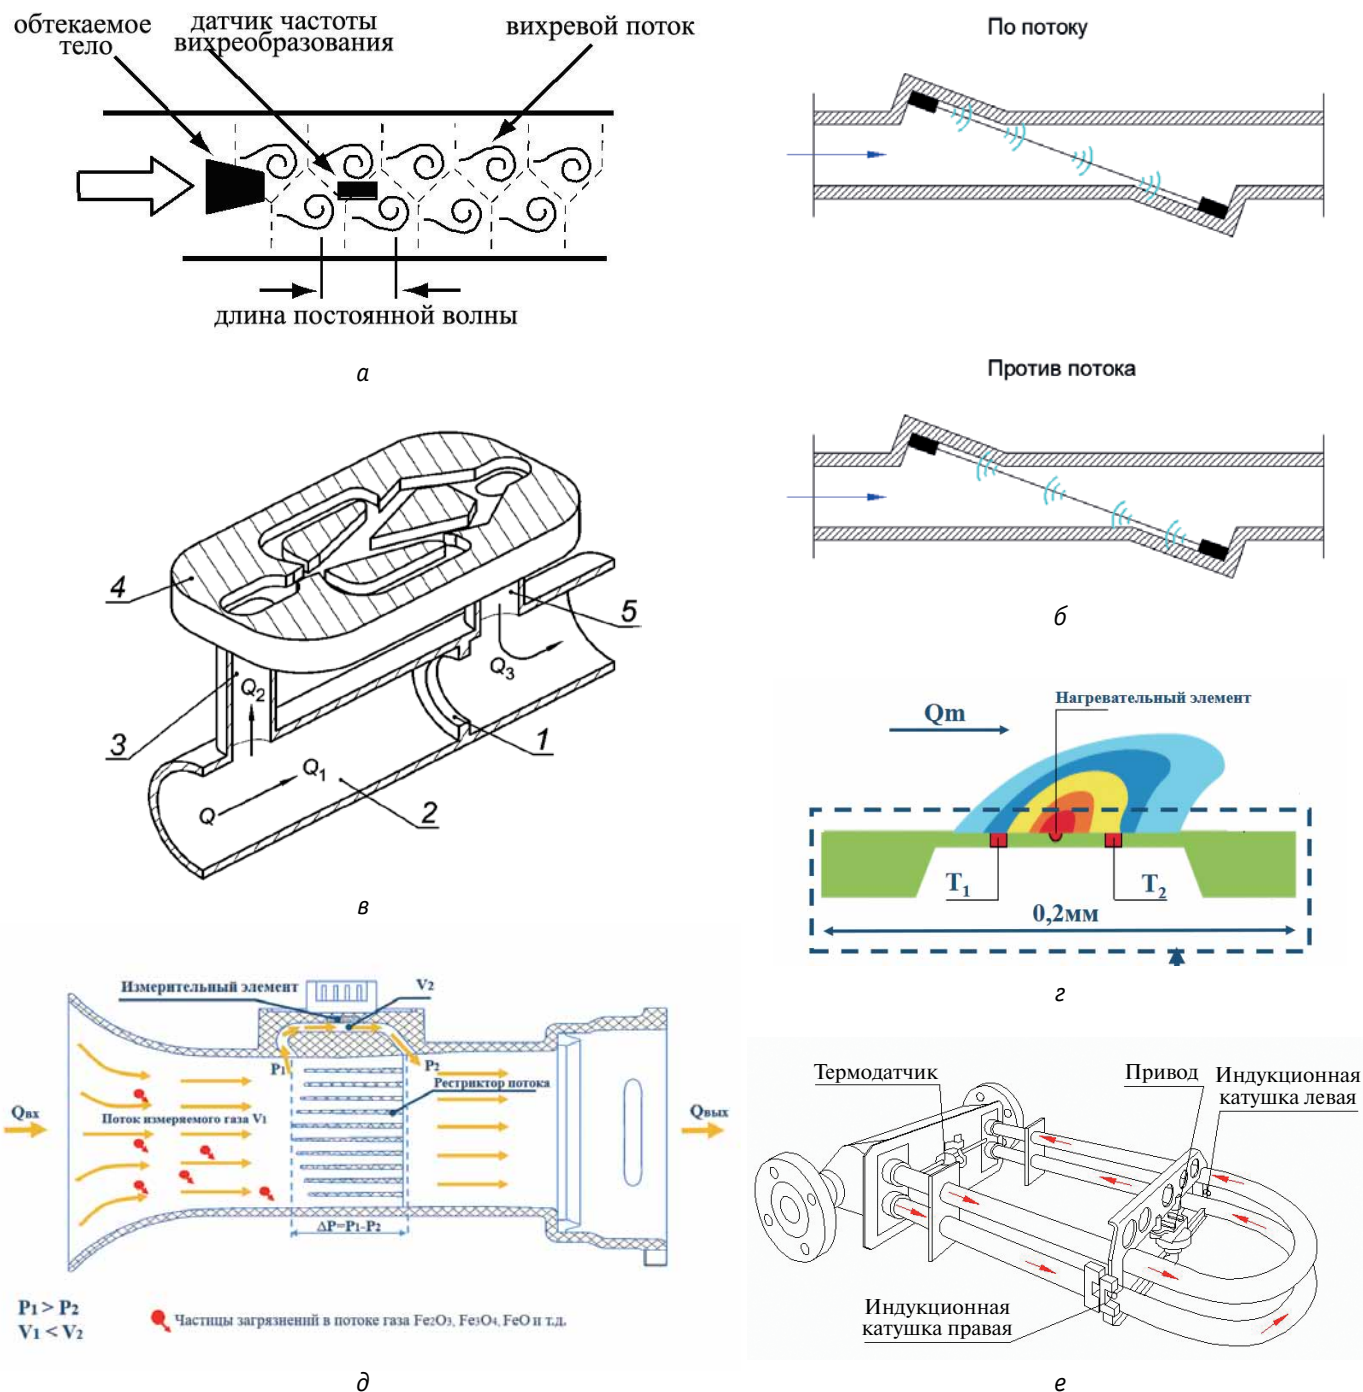 обтекаемое
тело
датчик частоты
вихреобразования
вихревой поток
длина постоянной волны
а
По потоку
Против потока
б
4
5
3
Q₂
Q₃
1
Q
Q₁
2
в
Нагревательный элемент
Qm
T₁
T₂
0,2мм
г
Измерительный элемент
V₂
P₁
P₂
Рестриктор потока
Qвх
Поток измеряемого газа V₁
Qвых
ΔP=P₁-P₂
P₁ > P₂
V₁ < V₂
Частицы загрязнений в потоке газа Fe₂O₃, Fe₃O₄, FeO и т.д.
д
Термодатчик
Привод
Индукционная
катушка левая
Индукционная
катушка правая
е